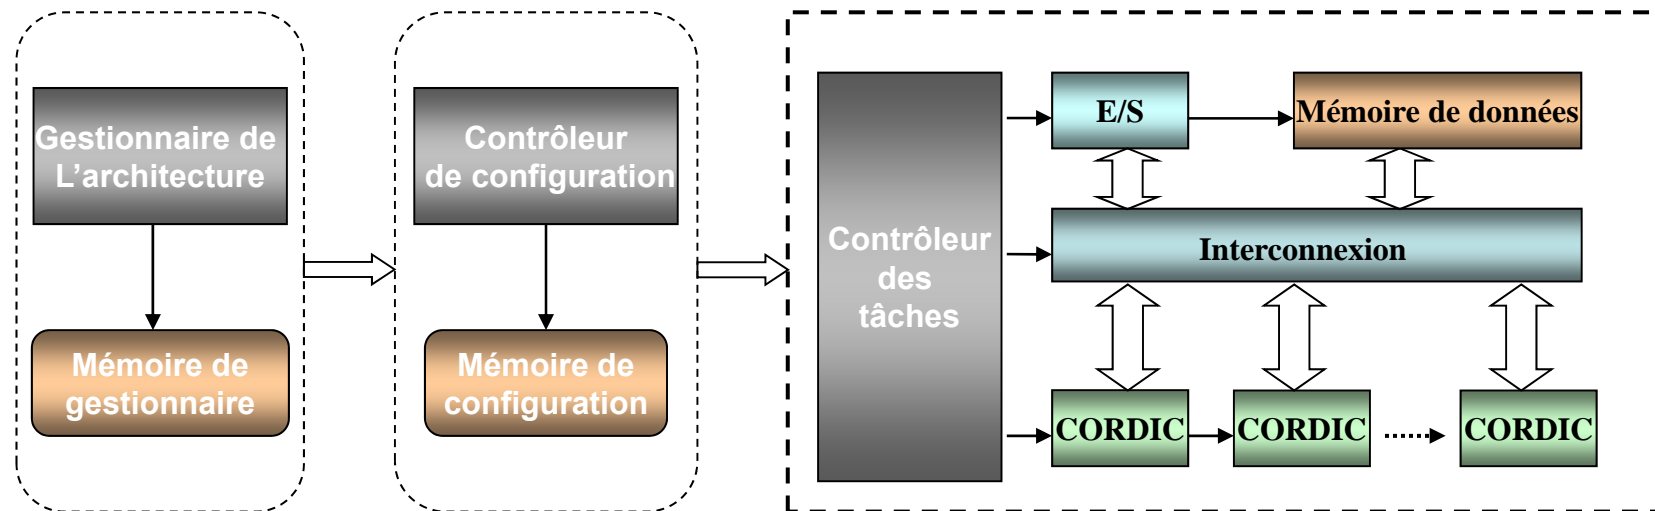 Gestionnaire de
L’architecture
Mémoire de
gestionnaire
Contrôleur
de configuration
Mémoire de
configuration
Contrôleur
des
tâches
E/S
Mémoire de données
Interconnexion
CORDIC
CORDIC
CORDIC